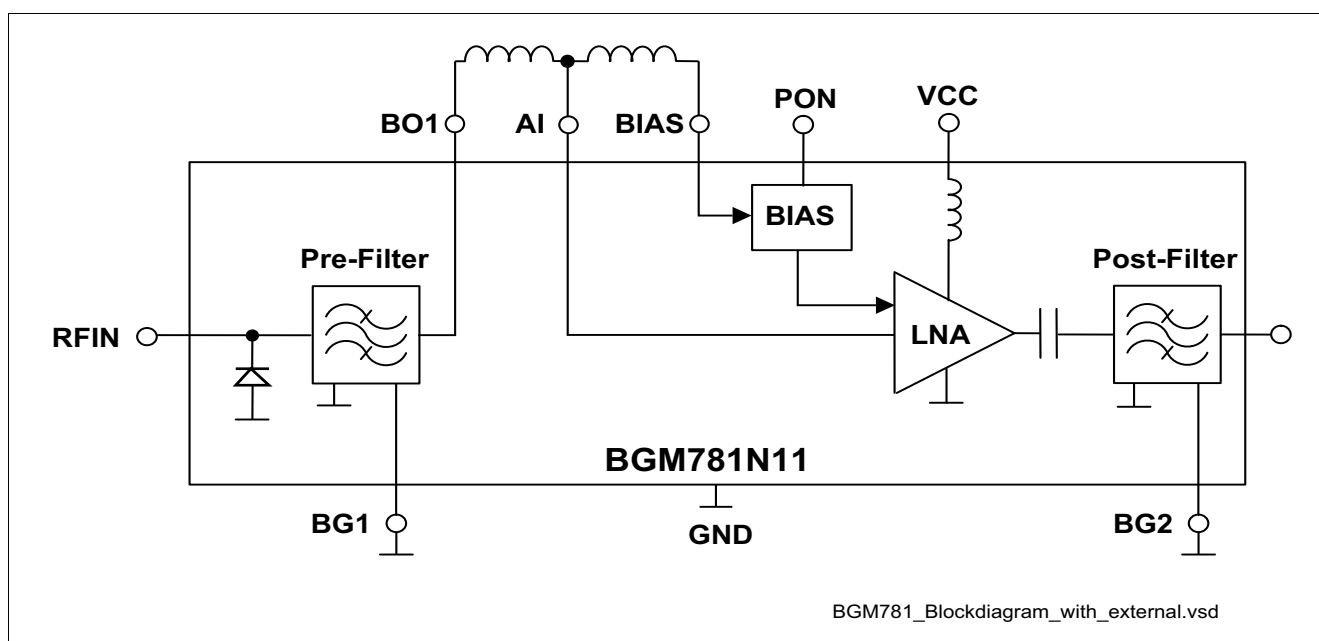 PON
VCC
BO1
AI
BIAS
BIAS
Pre-Filter
Post-Filter
RFIN
LNA
BGM781N11
BG1
GND
BG2
BGM781_Blockdiagram_with_external.vsd